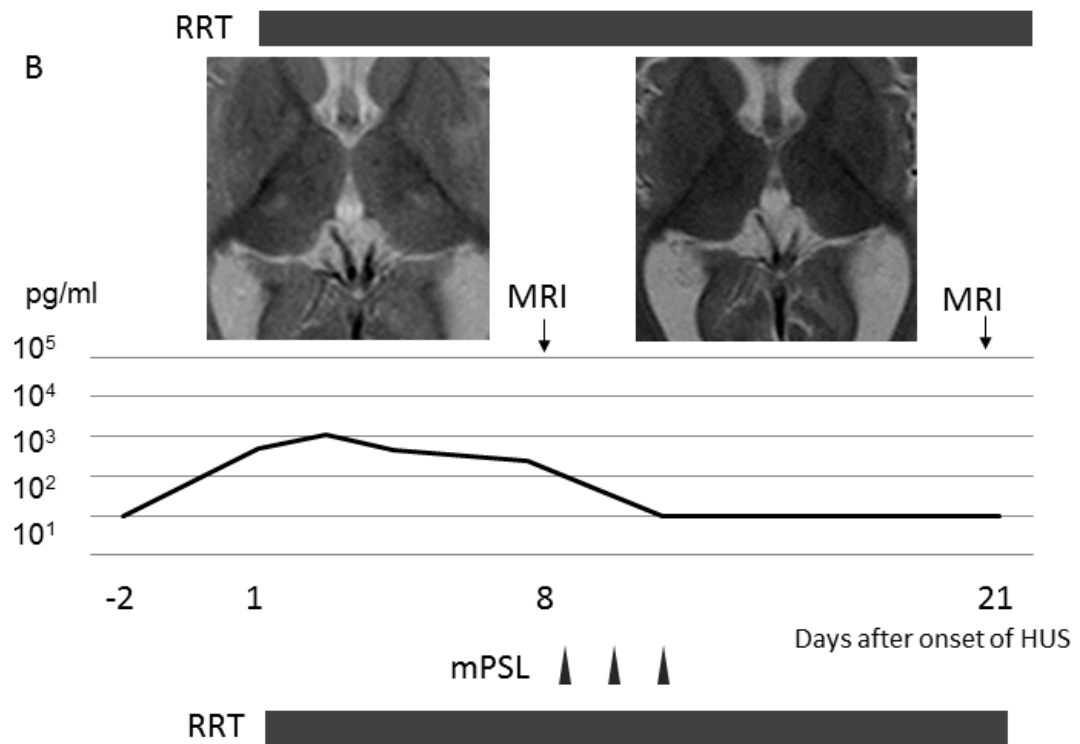 RRT
B
pg/ml
MRI
MRI
10⁵
10⁴
10³
10²
10¹
-2 1 8 21
Days after onset of HUS
mPSL
RRT